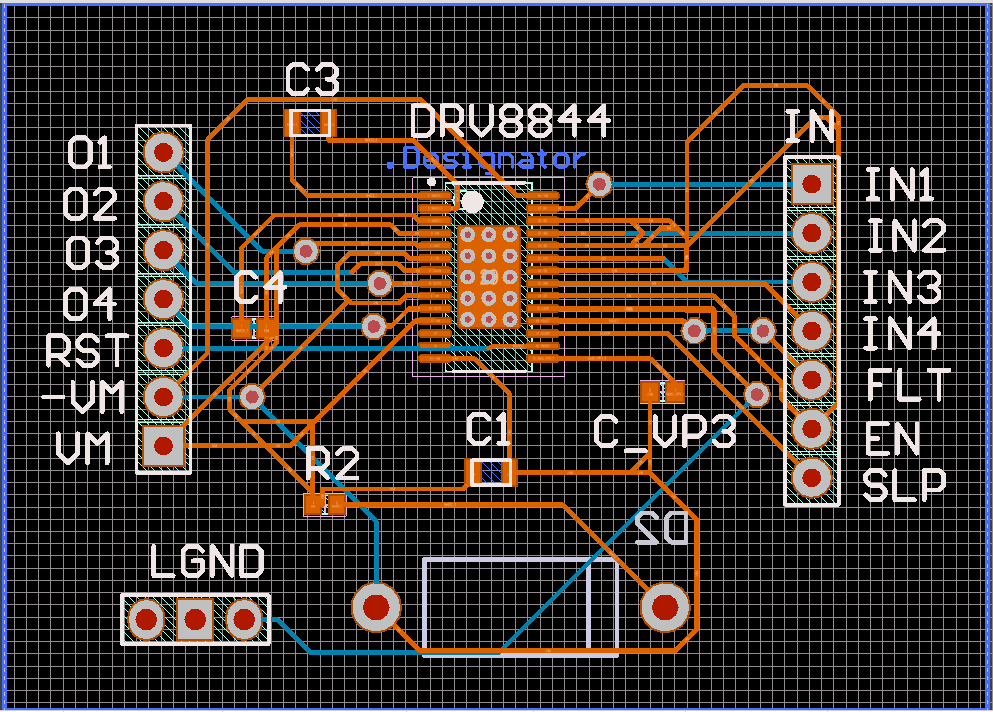 C3
DRV8844
.Designator
IN
O1
O2
O3
C4
O4
RST
-VM
VM
IN1
IN2
IN3
IN4
FLT
EN
SLP
C1
C_VP3
R2
D2
LGND